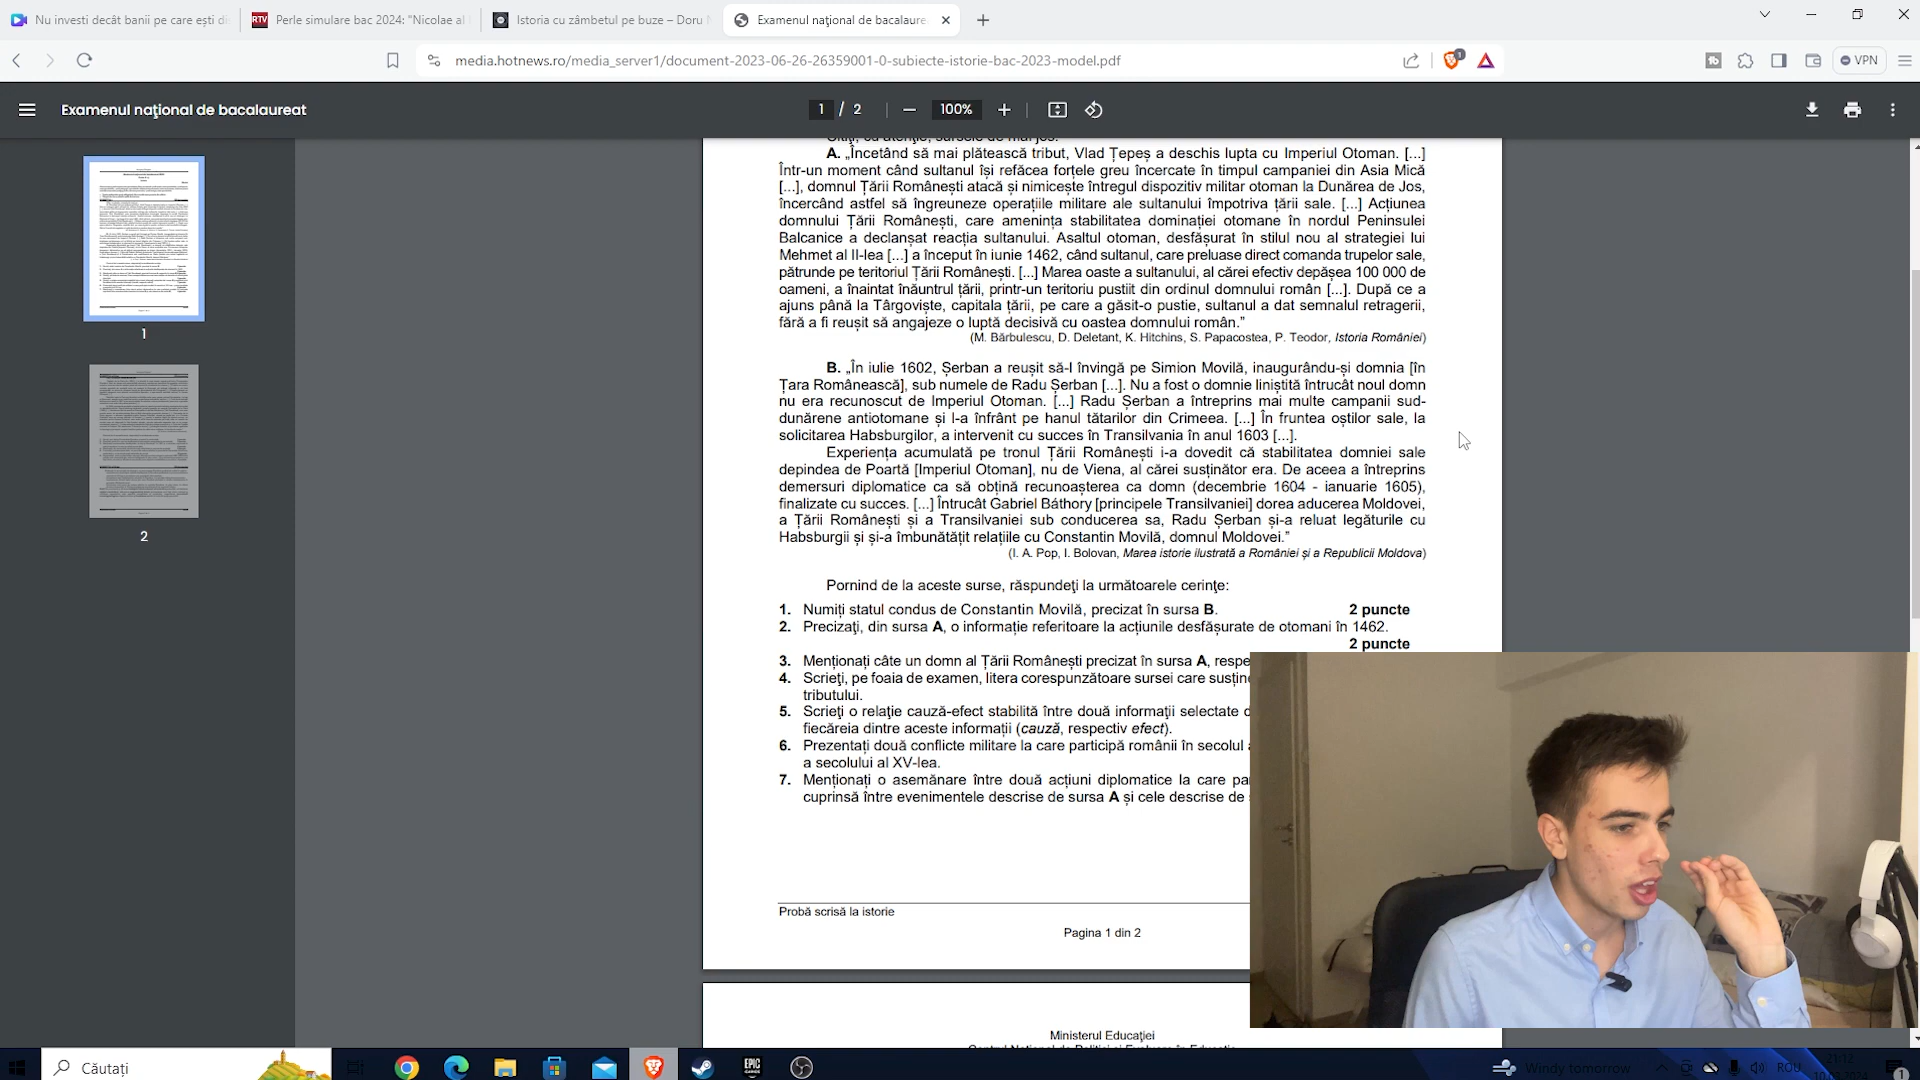 Nu investi decât banii pe care ești di
Perle simulare bac 2024: "Nicolae al
Istoria cu zâmbetul pe buze – Doru
Examenul naţional de bacalaure
media.hotnews.ro/media_server1/document-2023-06-26-26359001-0-subiecte-istorie-bac-2023-model.pdf
1
VPN
Examenul naţional de bacalaureat
1 / 2
100%
1
2
A. „Încetând să mai plătească tribut, Vlad Țepeș a deschis lupta cu Imperiul Otoman. [...]
Într-un moment când sultanul își refăcea forțele greu încercate în timpul campaniei din Asia Mică
[...], domnul Țării Românești atacă și nimicește întregul dispozitiv militar otoman la Dunărea de Jos,
încercând astfel să îngreuneze operațiile militare ale sultanului împotriva țării sale. [...] Acțiunea
domnului Țării Românești, care amenința stabilitatea dominației otomane în nordul Peninsulei
Balcanice a declanșat reacția sultanului. Asaltul otoman, desfășurat în stilul nou al strategiei lui
Mehmet al II-lea [...] a început în iunie 1462, când sultanul, care preluase direct comanda trupelor sale,
pătrunde pe teritoriul Țării Românești. [...] Marea oaste a sultanului, al cărei efectiv depășea 100 000 de
oameni, a înaintat înăuntrul țării, printr-un teritoriu pustiit din ordinul domnului român [...]. După ce a
ajuns până la Târgoviște, capitala țării, pe care a găsit-o pustie, sultanul a dat semnalul retragerii,
fără a fi reușit să angajeze o luptă decisivă cu oastea domnului român.”
(M. Bărbulescu, D. Deletant, K. Hitchins, S. Papacostea, P. Teodor, Istoria României)
B. „În iulie 1602, Șerban a reușit să-l învingă pe Simion Movilă, inaugurându-și domnia [în
Țara Românească], sub numele de Radu Șerban [...]. Nu a fost o domnie liniștită întrucât noul domn
nu era recunoscut de Imperiul Otoman. [...] Radu Șerban a întreprins mai multe campanii sud-
dunărene antiotomane și l-a înfrânt pe hanul tătarilor din Crimeea. [...] În fruntea oștilor sale, la
solicitarea Habsburgilor, a intervenit cu succes în Transilvania în anul 1603 [...].
Experiența acumulată pe tronul Țării Românești i-a dovedit că stabilitatea domniei sale
depindea de Poartă [Imperiul Otoman], nu de Viena, al cărei susținător era. De aceea a întreprins
demersuri diplomatice ca să obțină recunoașterea ca domn (decembrie 1604 - ianuarie 1605),
finalizate cu succes. [...] Întrucât Gabriel Báthory [principele Transilvaniei] dorea aducerea Moldovei,
a Țării Românești și a Transilvaniei sub conducerea sa, Radu Șerban și-a reluat legăturile cu
Habsburgii și și-a îmbunătățit relațiile cu Constantin Movilă, domnul Moldovei.”
(I. A. Pop, I. Bolovan, Marea istorie ilustrată a României și a Republicii Moldova)
Pornind de la aceste surse, răspundeţi la următoarele cerinţe:
1. Numiți statul condus de Constantin Movilă, precizat în sursa B. 2 puncte
2. Precizaţi, din sursa A, o informație referitoare la acțiunile desfășurate de otomani în 1462.
2 puncte
3. Menționați câte un domn al Țării Românești precizat în sursa A, respe
4. Scrieţi, pe foaia de examen, litera corespunzătoare sursei care susține
tributului.
5. Scrieţi o relaţie cauză-efect stabilită între două informaţii selectate d
fiecăreia dintre aceste informații (cauză, respectiv efect).
6. Prezentați două conflicte militare la care participă românii în secolul a
a secolului al XV-lea.
7. Menționați o asemănare între două acțiuni diplomatice la care par
cuprinsă între evenimentele descrise de sursa A și cele descrise de s
Probă scrisă la istorie
Pagina 1 din 2
Ministerul Educaţiei
Căutați
EPIC GAMES
Windy tomorrow
ROU
21:12
1